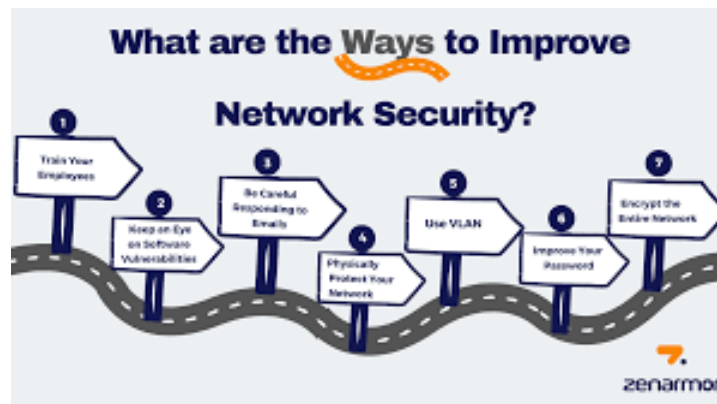 What are the Ways to Improve
Network Security?
1
Train Your
Employees
2
Keep an Eye
on Software
Vulnerabilities
3
Be Careful
Responding to
Emails
4
Physically
Protect Your
Network
5
Use VLAN
6
Improve Your
Password
7
Encrypt the
Entire Network
zenarmor